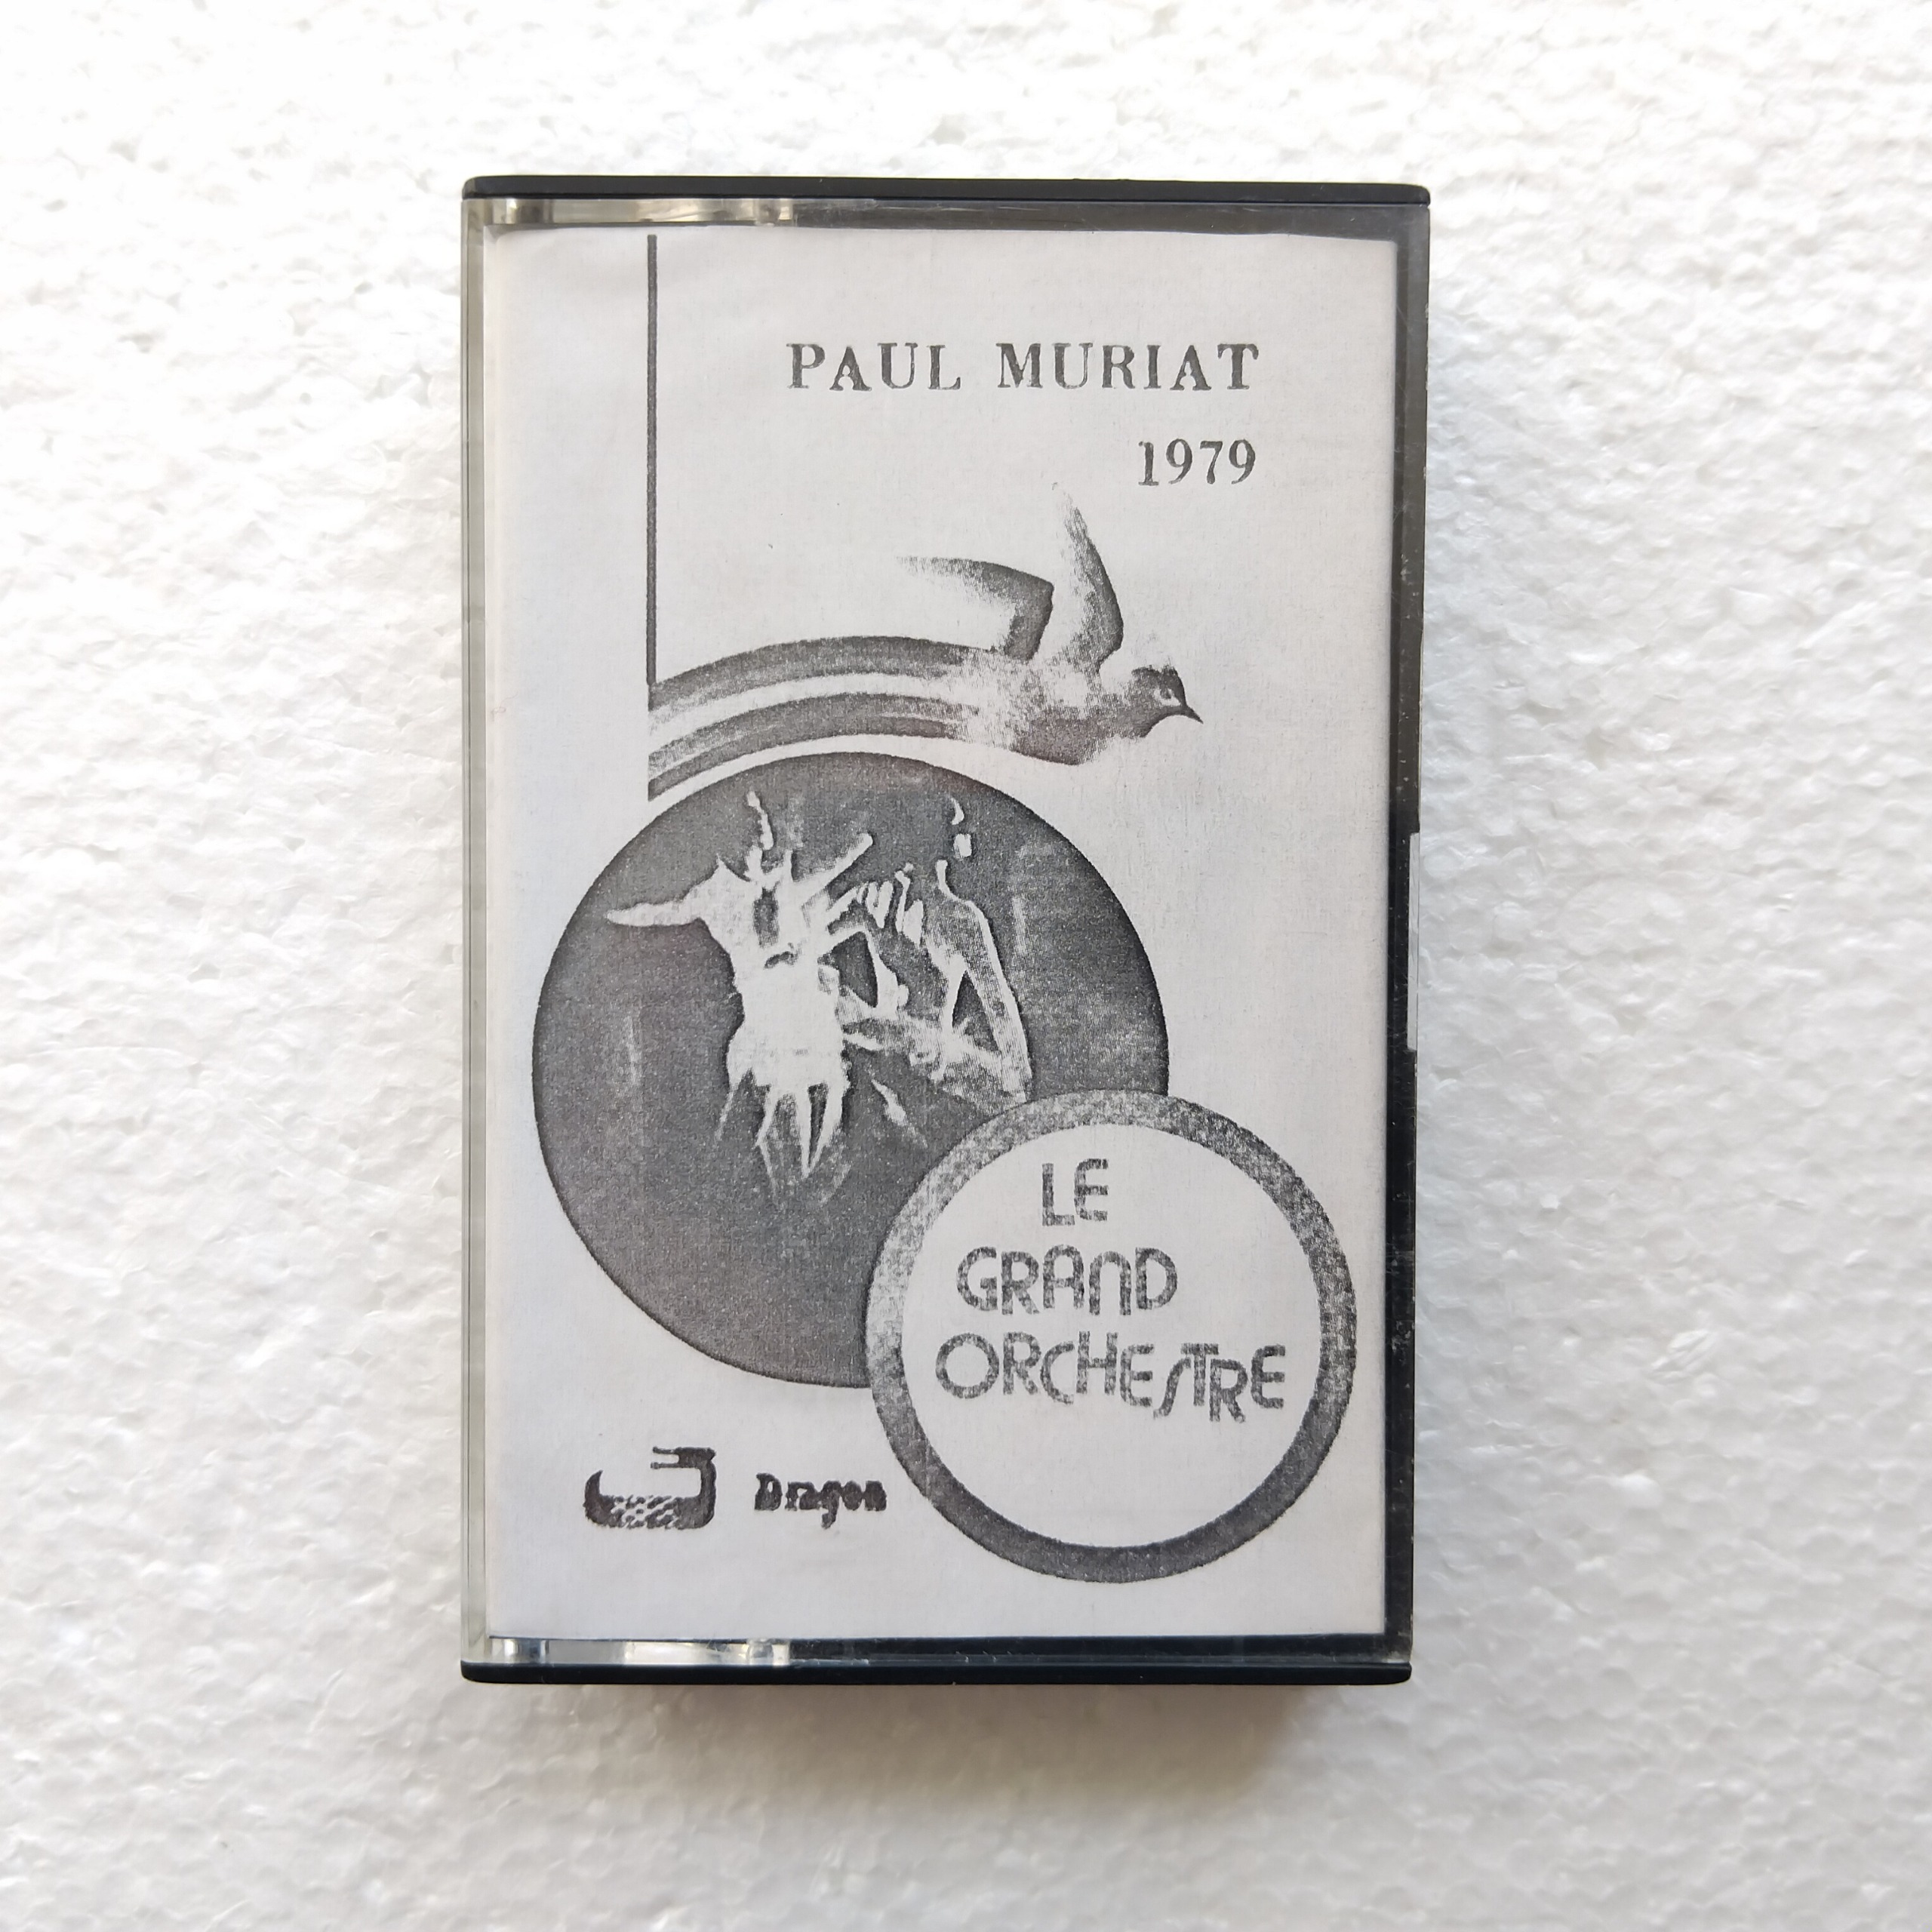 PAUL MURIAT
1979
LE
GRAND
ORCHESTRE
Dragon